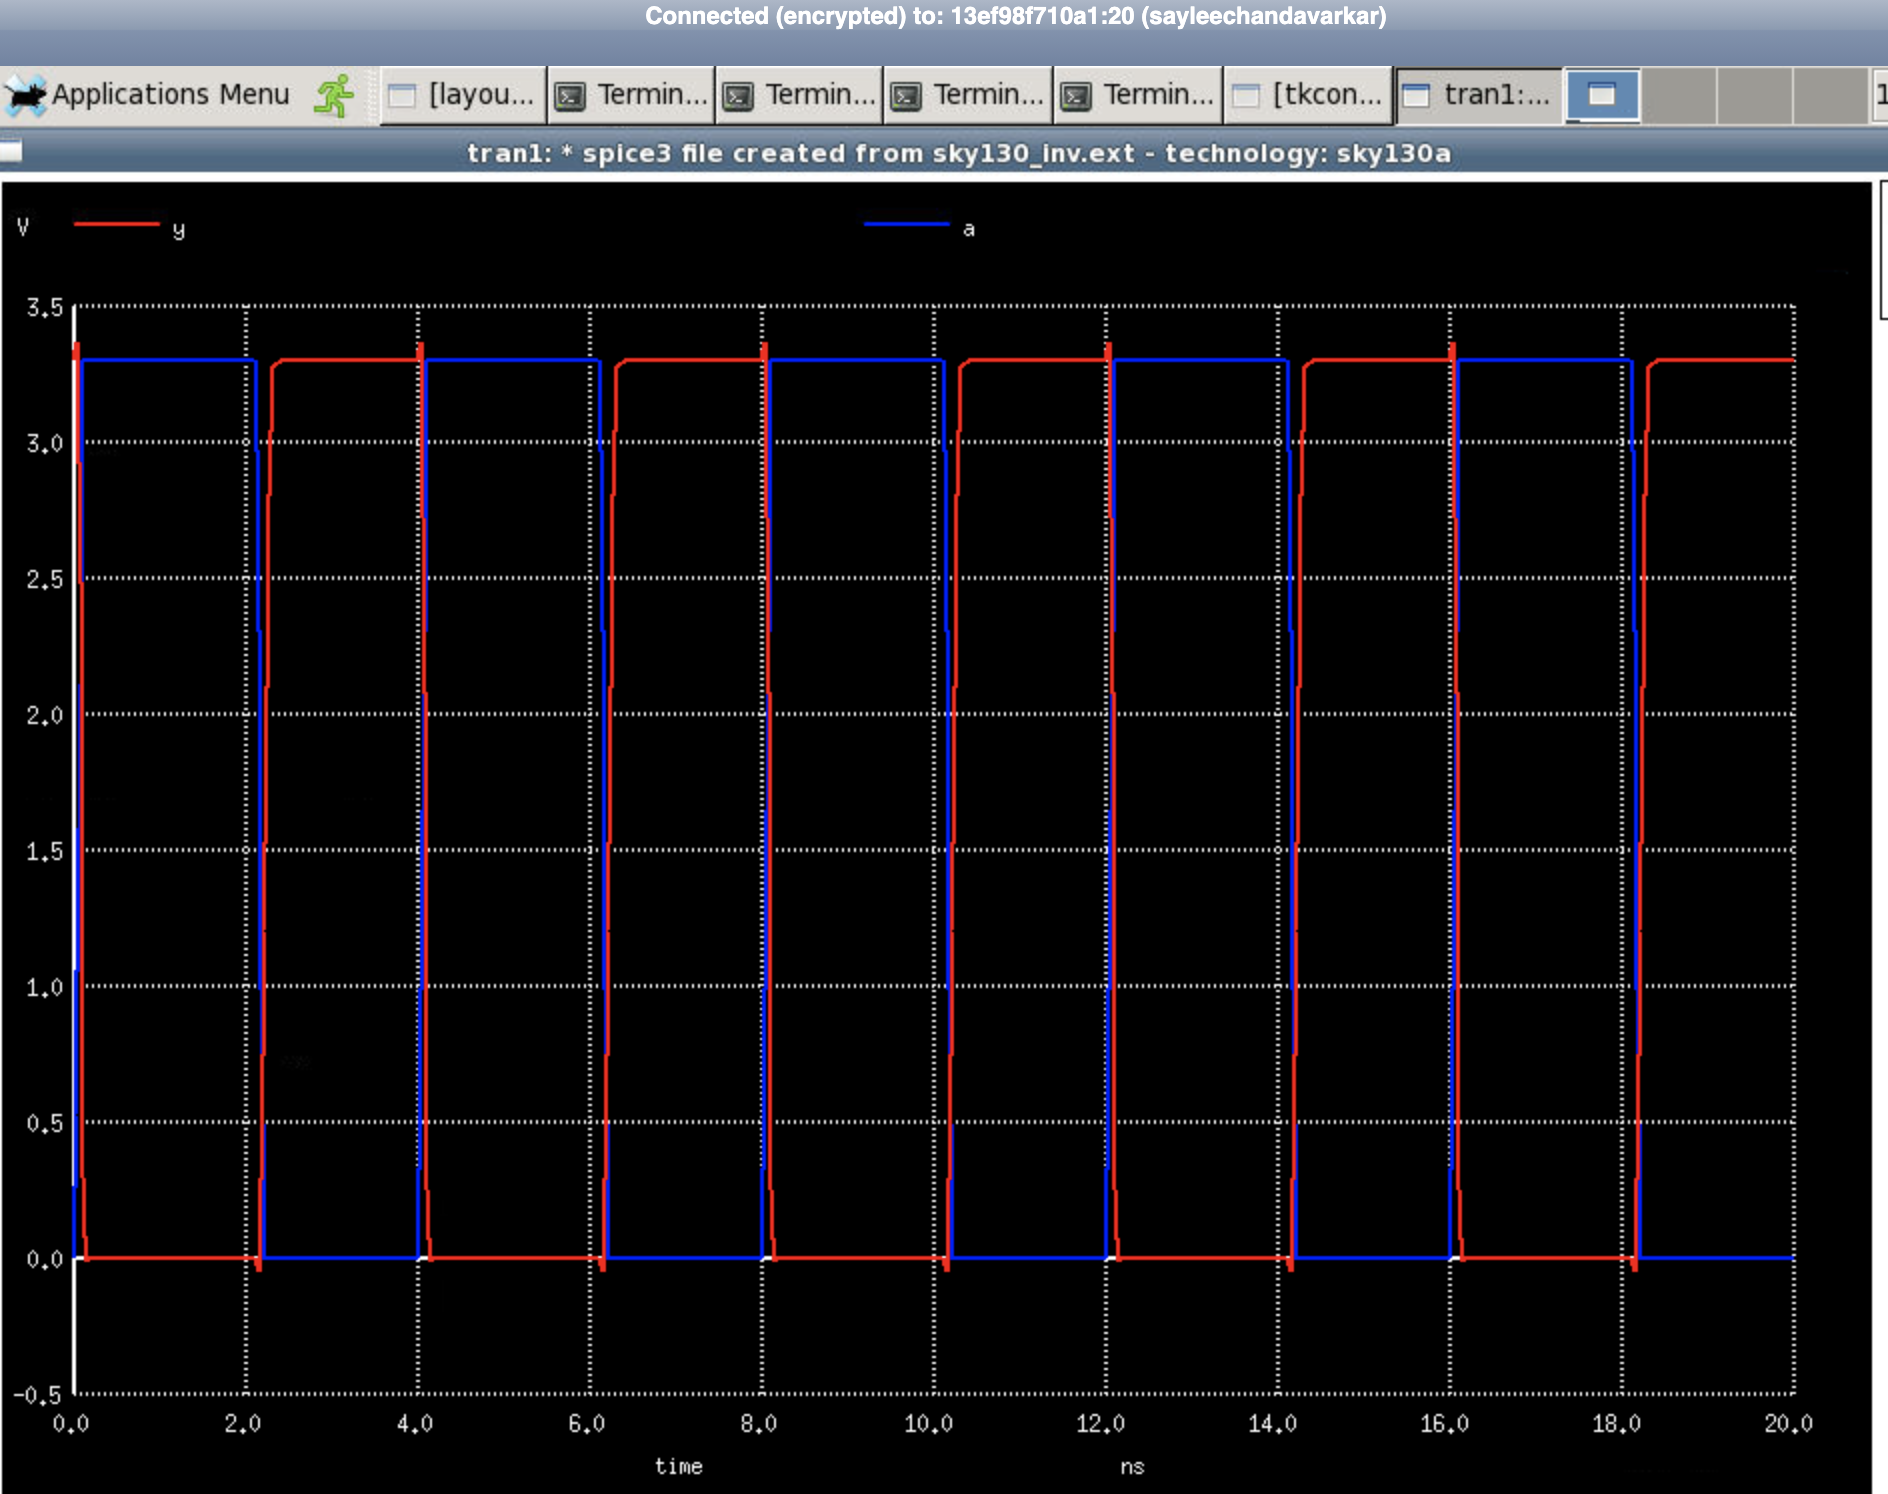 Connected (encrypted) to: 13ef98f710a1:20 (sayleechandavarkar)
Applications Menu [layou... Termin... Termin... Termin... Termin... [tkcon... tran1:... 1
tran1: * spice3 file created from sky130_inv.ext - technology: sky130a
V y a
3.5
3.0
2.5
2.0
1.5
1.0
0.5
0.0
-0.5
0.0 2.0 4.0 6.0 8.0 10.0 12.0 14.0 16.0 18.0 20.0
time ns